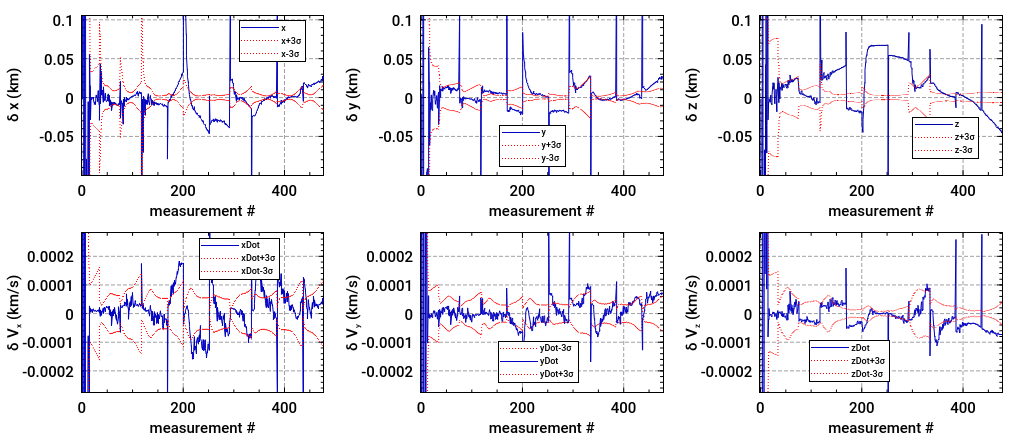 0.1
0.05
0
-0.05
δ x (km)
x
x+3σ
x-3σ
0
200
400
measurement #
0.1
0.05
0
-0.05
δ y (km)
y
y+3σ
y-3σ
0
200
400
measurement #
0.1
0.05
0
-0.05
δ z (km)
z
z+3σ
z-3σ
0
200
400
measurement #
0.0002
0.0001
0
-0.0001
-0.0002
δ Vx (km/s)
xDot
xDot+3σ
xDot-3σ
0
200
400
measurement #
0.0002
0.0001
0
-0.0001
-0.0002
δ Vy (km/s)
yDot-3σ
yDot
yDot+3σ
0
200
400
measurement #
0.0002
0.0001
0
-0.0001
-0.0002
δ Vz (km/s)
zDot
zDot+3σ
zDot-3σ
0
200
400
measurement #